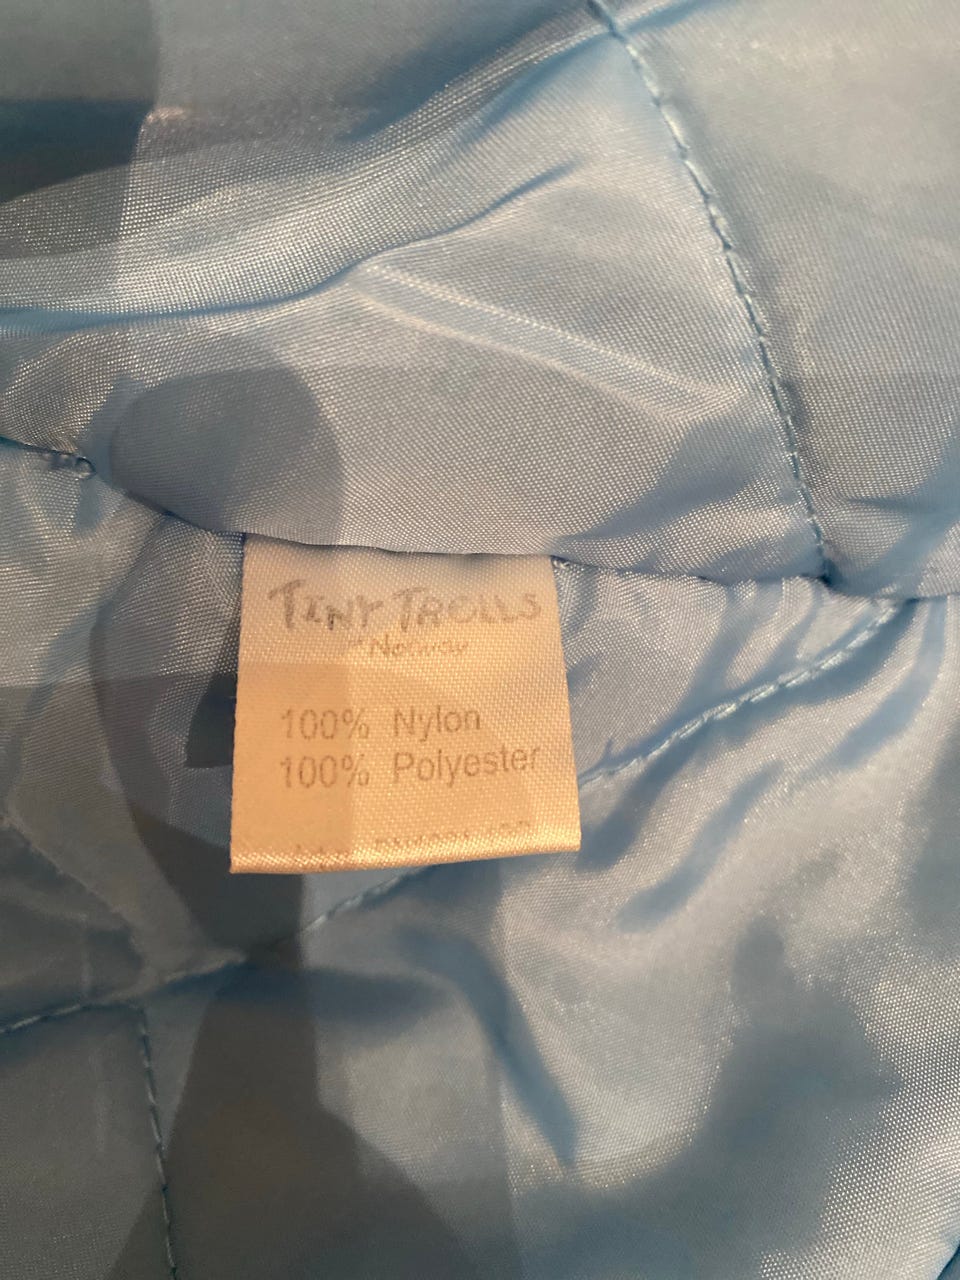 TINY TROLLS
of Norway
100% Nylon
100% Polyester